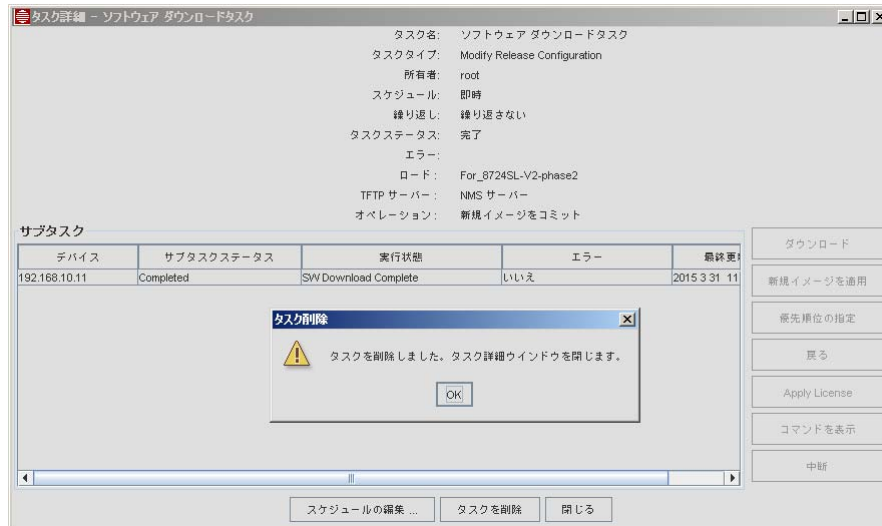 タスク詳細 - ソフトウェア ダウンロードタスク
タスク名: ソフトウェア ダウンロードタスク
タスクタイプ: Modify Release Configuration
所有者: root
スケジュール: 即時
繰り返し: 繰り返さない
タスクステータス: 完了
エラー:
ロード: For_8724SL-V2-phase2
TFTP サーバー: NMS サーバー
オペレーション: 新規イメージをコミット
サブタスク
デバイス サブタスクステータス 実行状態 エラー 最終更
192.168.10.11 Completed SW Download Complete いいえ 2015 3 31 11
ダウンロード
新規イメージを適用
優先順位の指定
戻る
Apply License
コマンドを表示
中断
タスク削除
タスクを削除しました。タスク詳細ウインドウを閉じます。
OK
スケジュールの編集 ... タスクを削除 閉じる